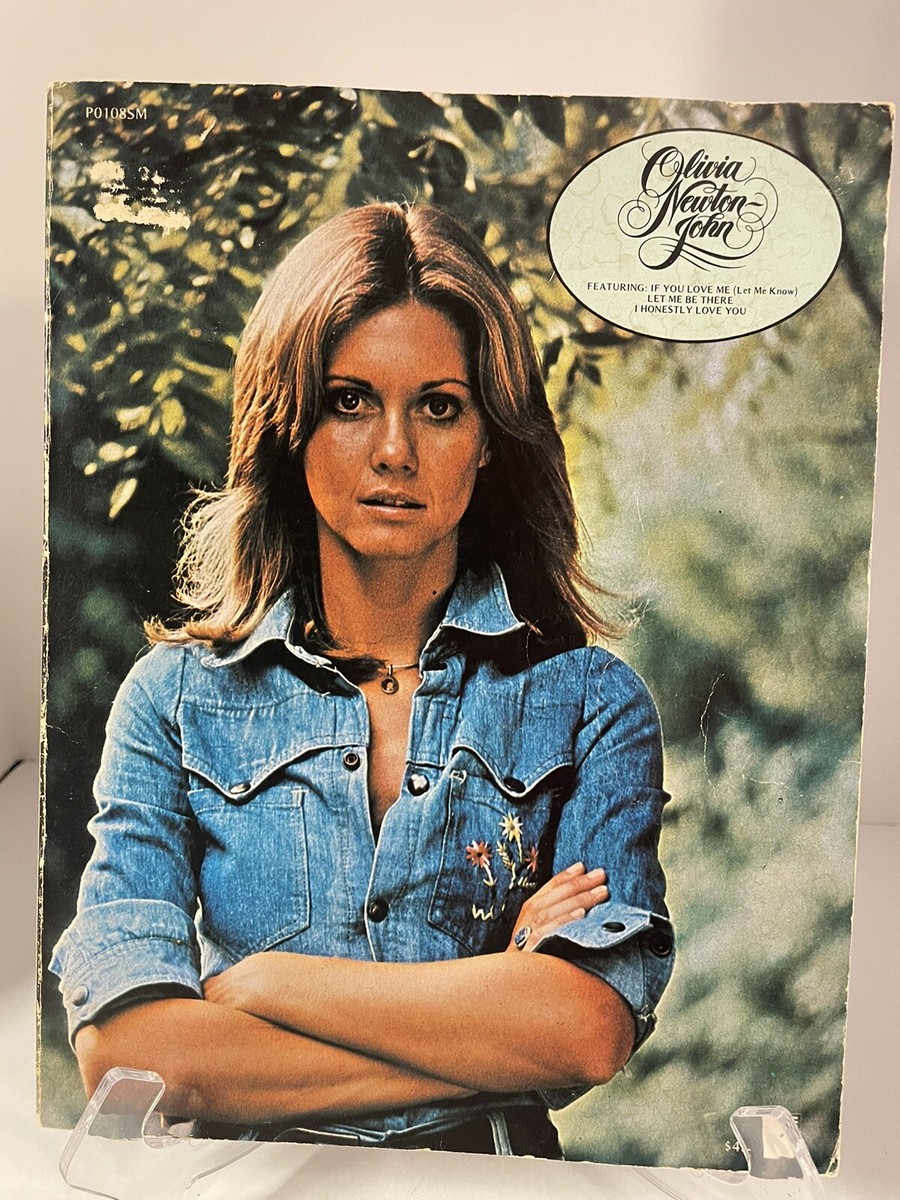 P0108SM
Olivia
Newton-
John
FEATURING: IF YOU LOVE ME (Let Me Know)
LET ME BE THERE
I HONESTLY LOVE YOU
$4